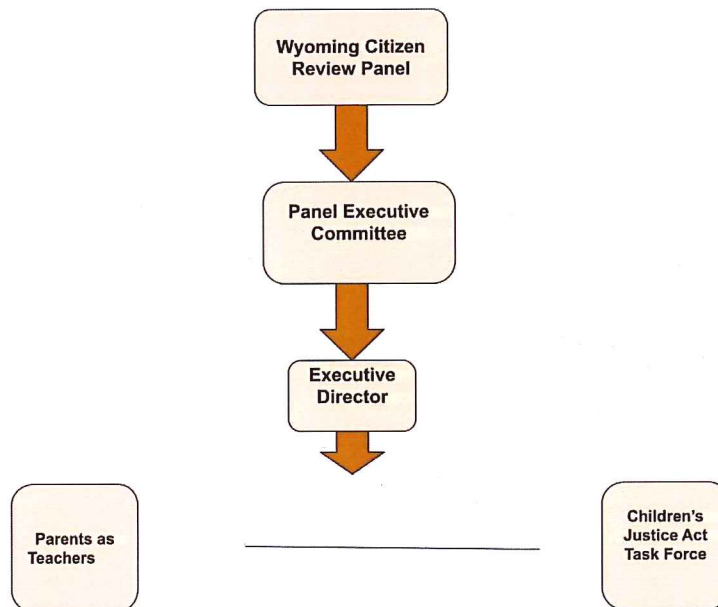 Wyoming Citizen
Review Panel
Panel Executive
Committee
Executive
Director
Parents as
Teachers
Children's
Justice Act
Task Force